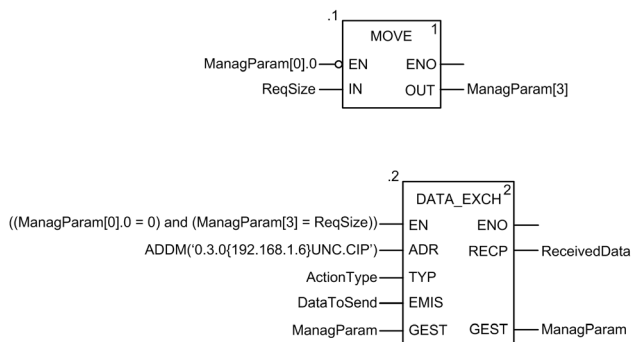 .1
MOVE 1
ManagParam[0].0 EN ENO
ReqSize IN OUT ManagParam[3]
.2
DATA_EXCH 2
((ManagParam[0].0 = 0) and (ManagParam[3] = ReqSize)) EN ENO
ADDM(‘0.3.0{192.168.1.6}UNC.CIP’) ADR RECP ReceivedData
ActionType TYP
DataToSend EMIS
ManagParam GEST GEST ManagParam